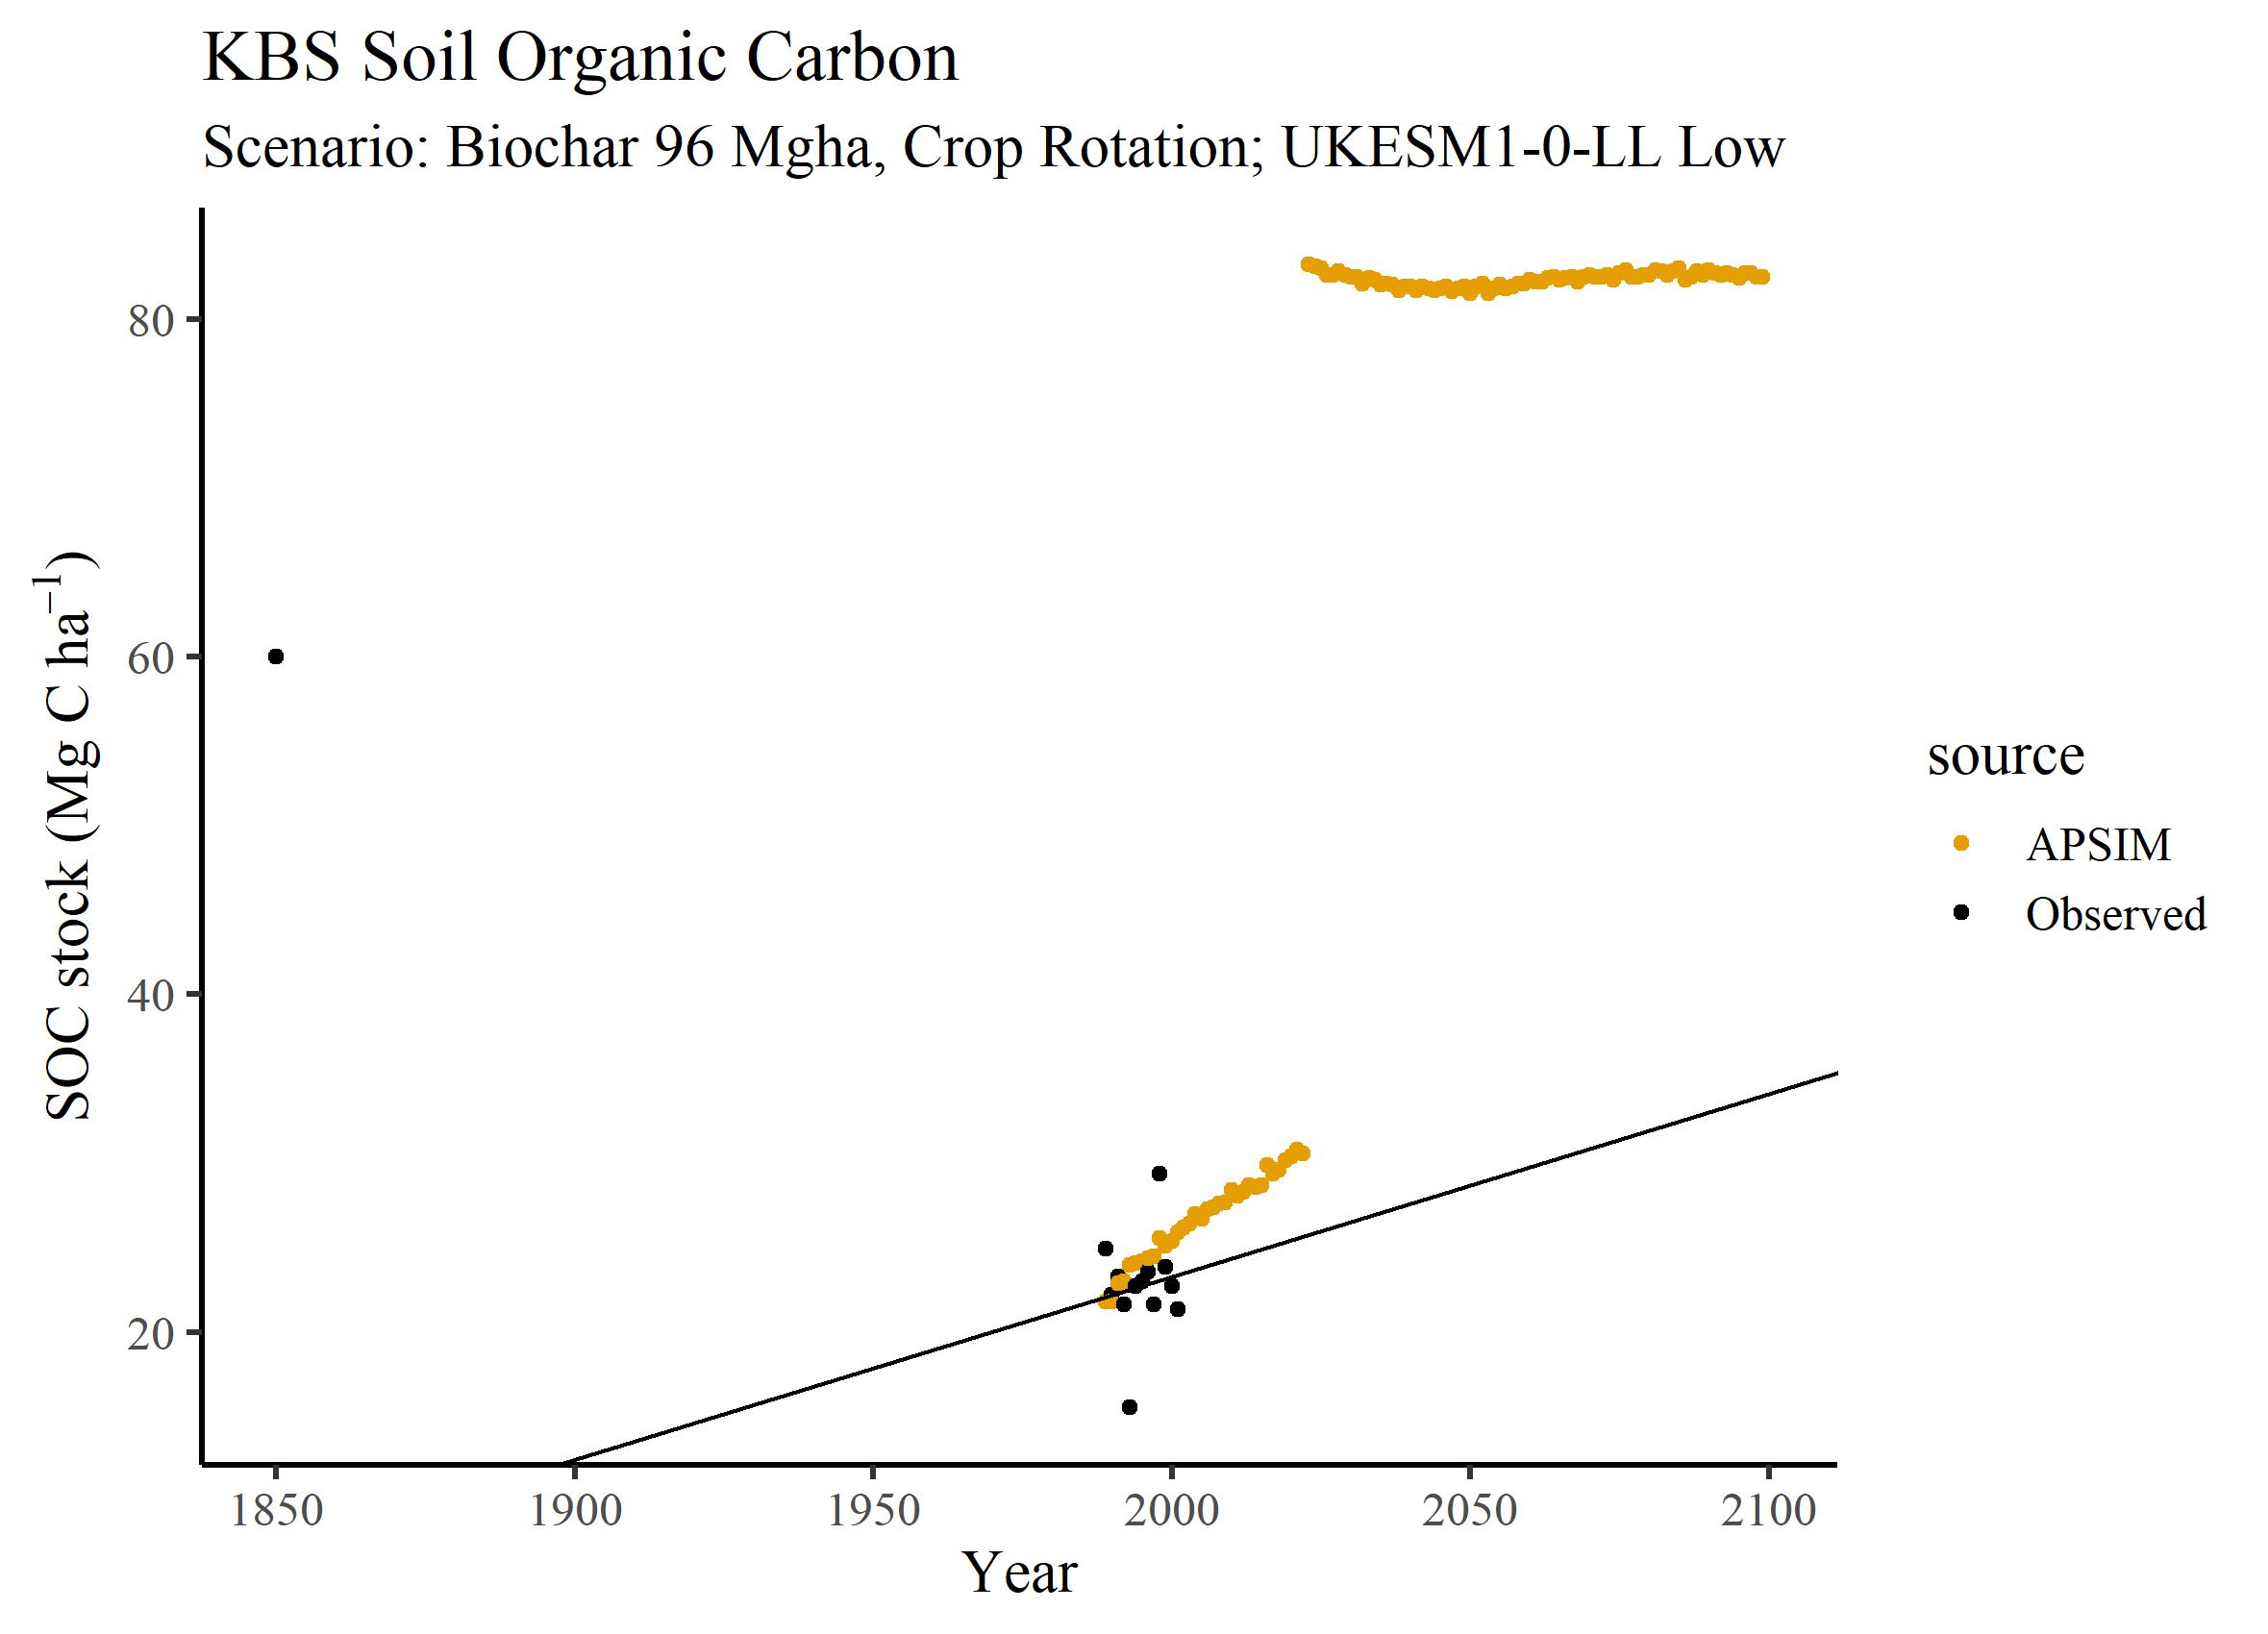 KBS Soil Organic Carbon
Scenario: Biochar 96 Mgha, Crop Rotation; UKESM1-0-LL Low
SOC stock (Mg C ha⁻¹)
80
60
40
20
1850 1900 1950 2000 2050 2100
Year
source
APSIM
Observed